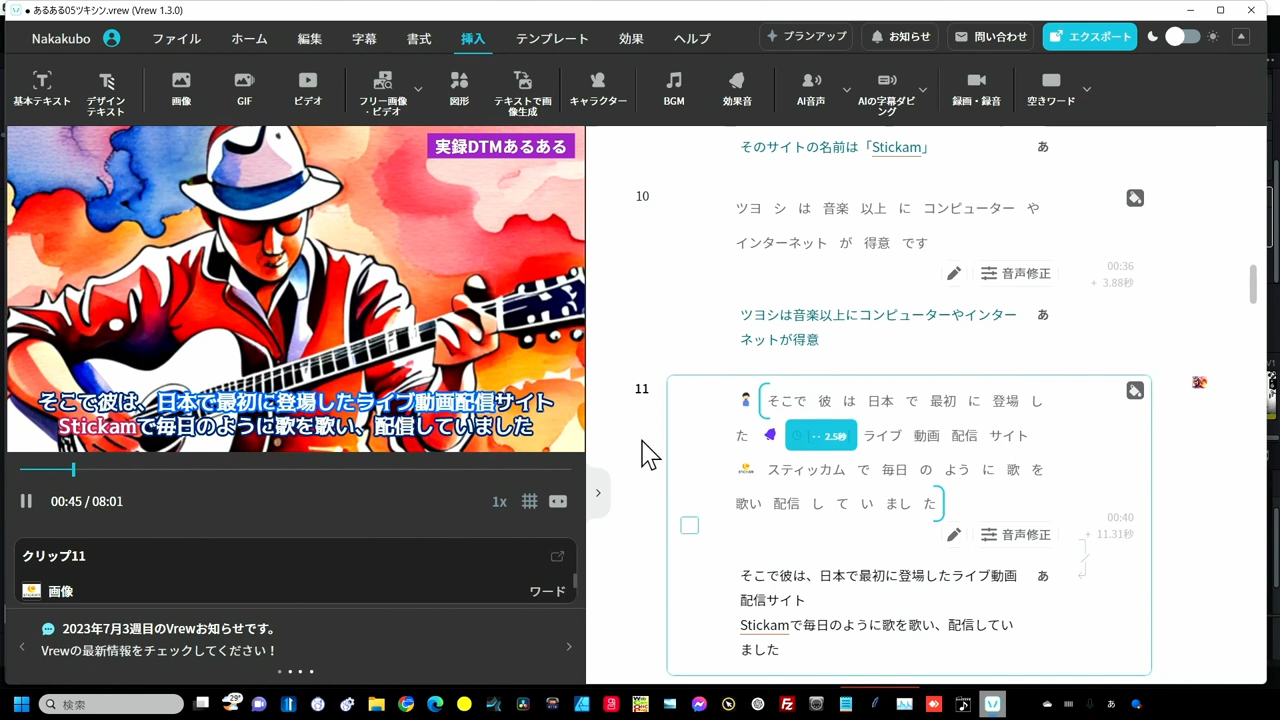 ● あるある05ツキシン.vrew (Vrew 1.3.0)
Nakakubo ファイル ホーム 編集 字幕 書式 挿入 テンプレート 効果 ヘルプ プランアップ お知らせ 問い合わせ エクスポート
基本テキスト デザインテキスト 画像 GIF ビデオ フリー画像・ビデオ 図形 テキストで画像生成 キャラクター BGM 効果音 AI音声 AIの字幕ダビング 録画・録音 空きワード
実録DTMあるある
そこで彼は、日本で最初に登場したライブ動画配信サイト
Stickamで毎日のように歌を歌い、配信していました
1x
00:45 / 08:01
クリップ11
画像 ワード
2023年7月3週目のVrewお知らせです。
Vrewの最新情報をチェックしてください！
そのサイトの名前は「Stickam」 あ
10
ツヨ シ は 音楽 以上 に コンピューター や
インターネット が 得意 です
音声修正
00:36
+ 3.88秒
ツヨシは音楽以上にコンピューターやインター あ
ネットが得意
11
そこで 彼 は 日本 で 最初 に 登場 し
た 2.5秒 ライブ 動画 配信 サイト
スティッカム で 毎日 の ように 歌 を
歌い 配信 し て い まし た
音声修正
00:40
+ 11.31秒
そこで彼は、日本で最初に登場したライブ動画 あ
配信サイト
Stickamで毎日のように歌を歌い、配信してい
ました
検索
29°
あ